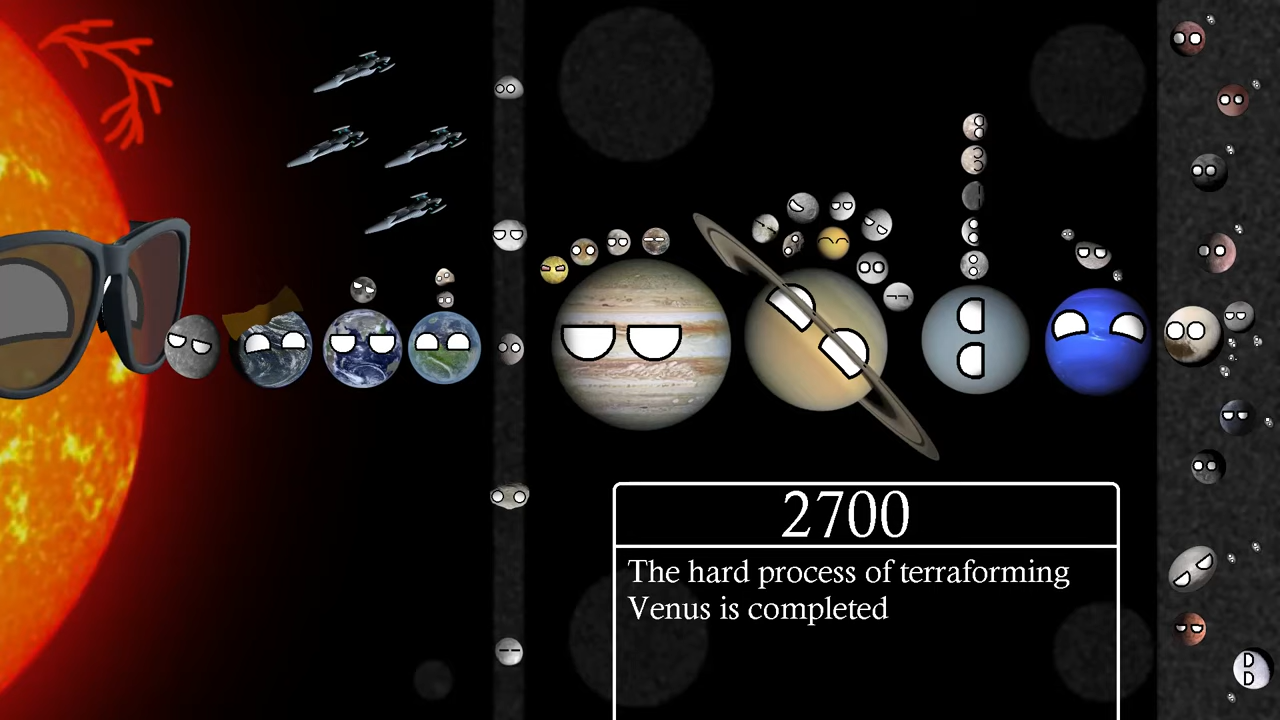 2700
The hard process of terraforming
Venus is completed